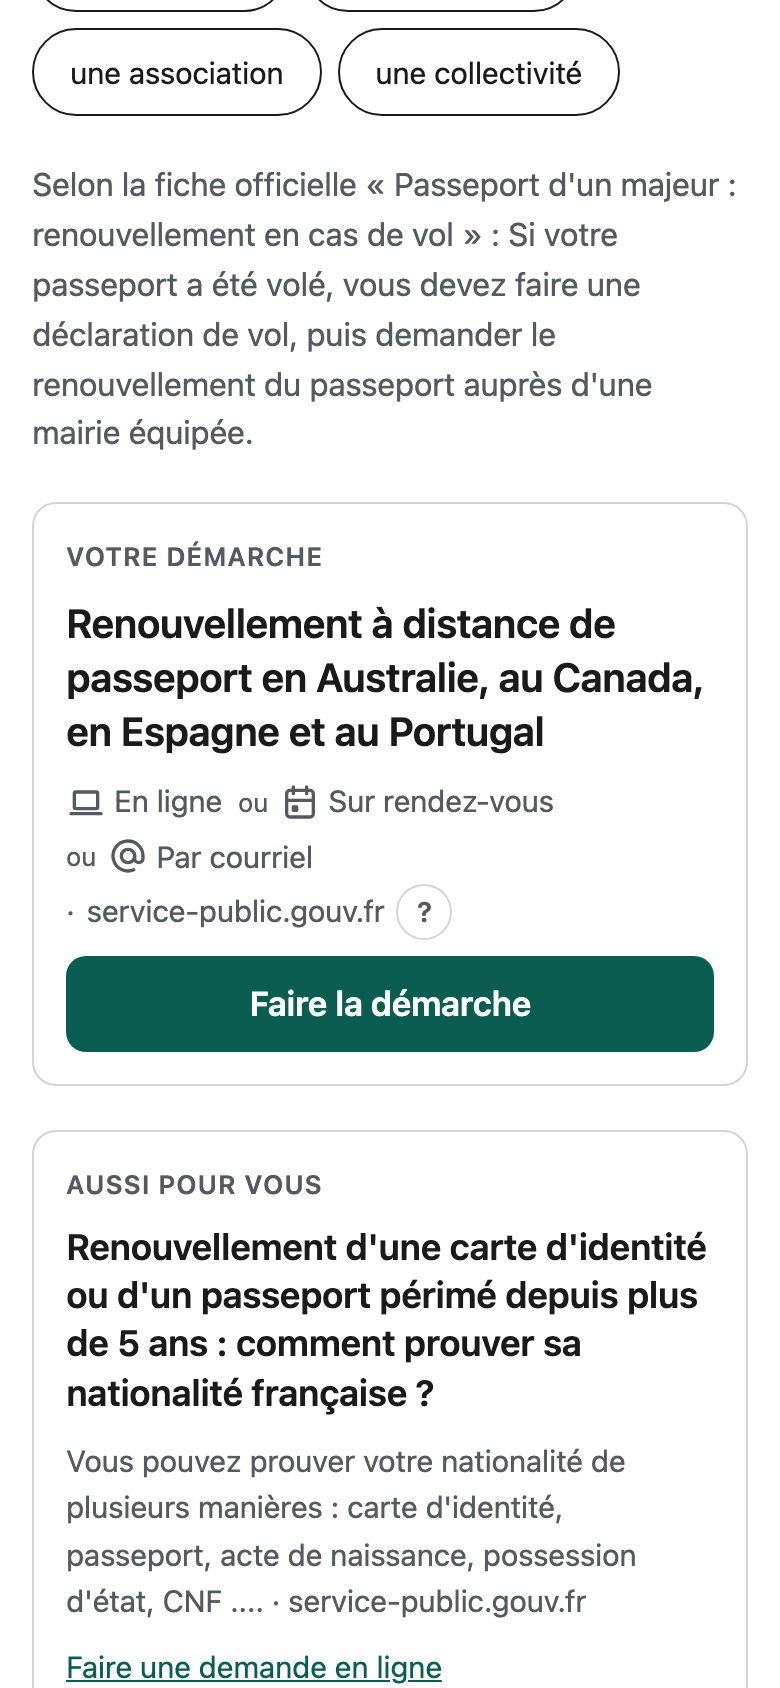 une association
une collectivité
Selon la fiche officielle « Passeport d'un majeur :
renouvellement en cas de vol » : Si votre
passeport a été volé, vous devez faire une
déclaration de vol, puis demander le
renouvellement du passeport auprès d'une
mairie équipée.
VOTRE DÉMARCHE
Renouvellement à distance de
passeport en Australie, au Canada,
en Espagne et au Portugal
En ligne ou Sur rendez-vous
ou Par courriel
· service-public.gouv.fr ?
Faire la démarche
AUSSI POUR VOUS
Renouvellement d'une carte d'identité
ou d'un passeport périmé depuis plus
de 5 ans : comment prouver sa
nationalité française ?
Vous pouvez prouver votre nationalité de
plusieurs manières : carte d'identité,
passeport, acte de naissance, possession
d'état, CNF .... · service-public.gouv.fr
Faire une demande en ligne